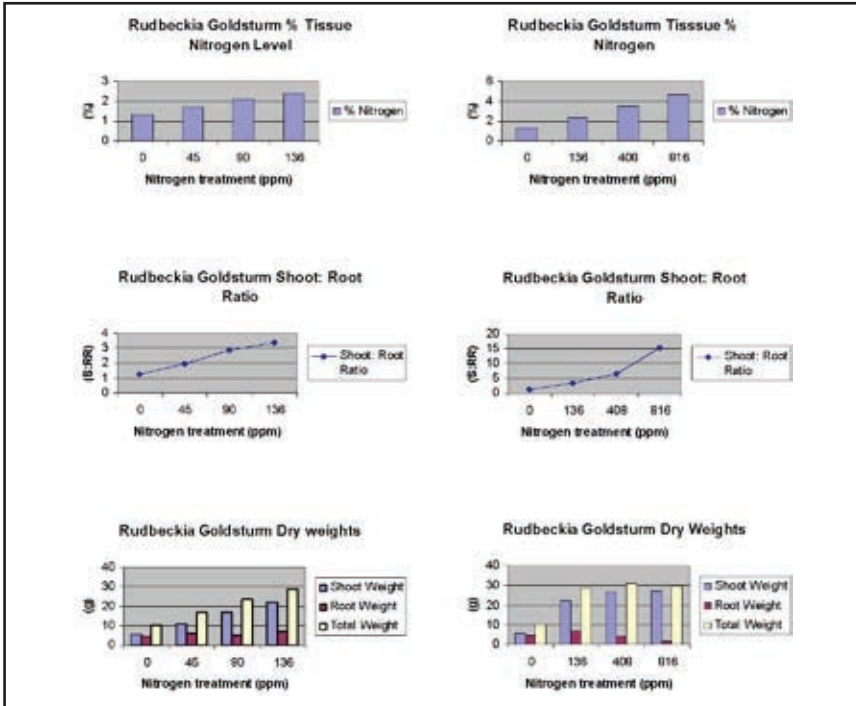 Rudbeckia Goldsturm % Tissue
Nitrogen Level
3
2
1
0
(%)
% Nitrogen
0 45 90 136
Nitrogen treatment (ppm)
Rudbeckia Goldsturm Tisssue %
Nitrogen
6
4
2
0
(%)
% Nitrogen
0 136 408 816
Nitrogen treatment (ppm)
Rudbeckia Goldsturm Shoot: Root
Ratio
4
3
2
1
0
(S:RR)
Shoot: Root
Ratio
0 45 90 136
Nitrogen treatment (ppm)
Rudbeckia Goldsturm Shoot: Root
Ratio
20
15
10
5
0
(S:RR)
Shoot: Root
Ratio
0 136 408 816
Nitrogen treatment (ppm)
Rudbeckia Goldsturm Dry weights
40
30
20
10
0
(g)
Shoot Weight
Root Weight
Total Weight
0 45 90 136
Nitrogen treatment (ppm)
Rudbeckia Goldsturm Dry Weights
40
30
20
10
0
(g)
Shoot Weight
Root Weight
Total Weight
0 136 408 816
Nitrogen treatment (ppm)